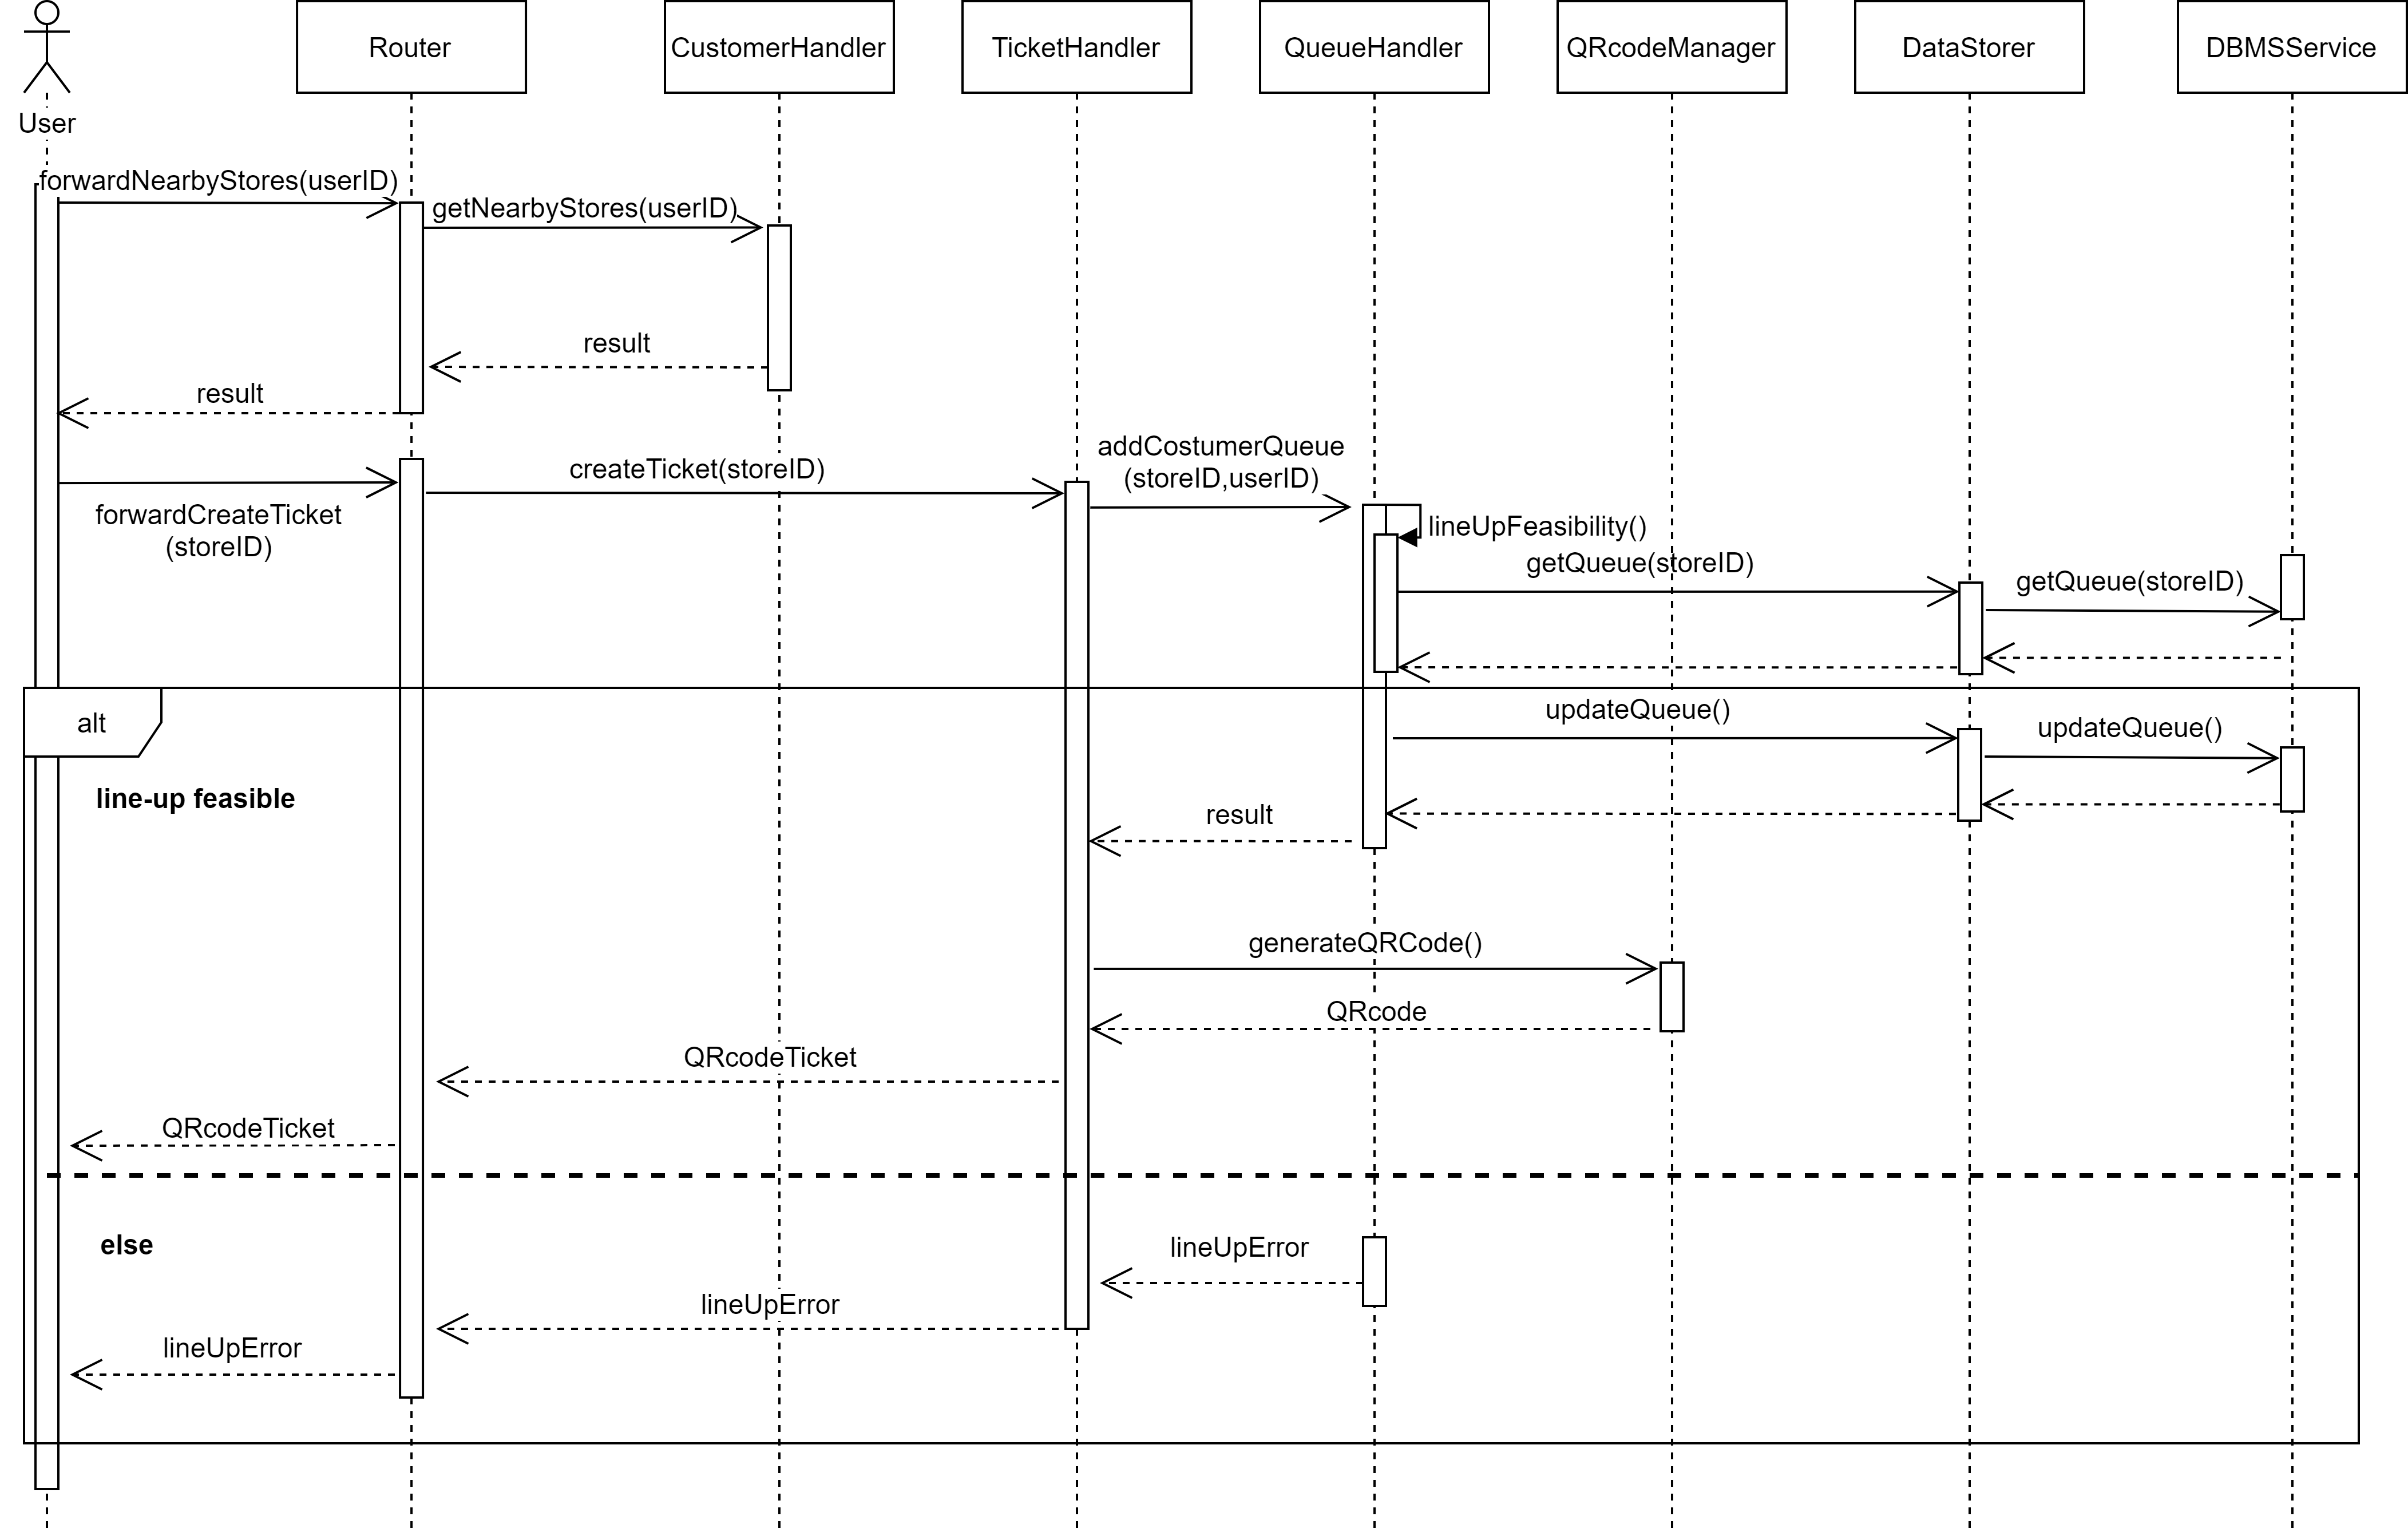 Router
CustomerHandler
TicketHandler
QueueHandler
QRcodeManager
DataStorer
DBMSService
User
forwardNearbyStores(userID)
getNearbyStores(userID)
result
result
createTicket(storeID)
addCostumerQueue
(storeID,userID)
forwardCreateTicket
(storeID)
lineUpFeasibility()
getQueue(storeID)
getQueue(storeID)
alt
updateQueue()
updateQueue()
line-up feasible
result
generateQRCode()
QRcode
QRcodeTicket
QRcodeTicket
else
lineUpError
lineUpError
lineUpError